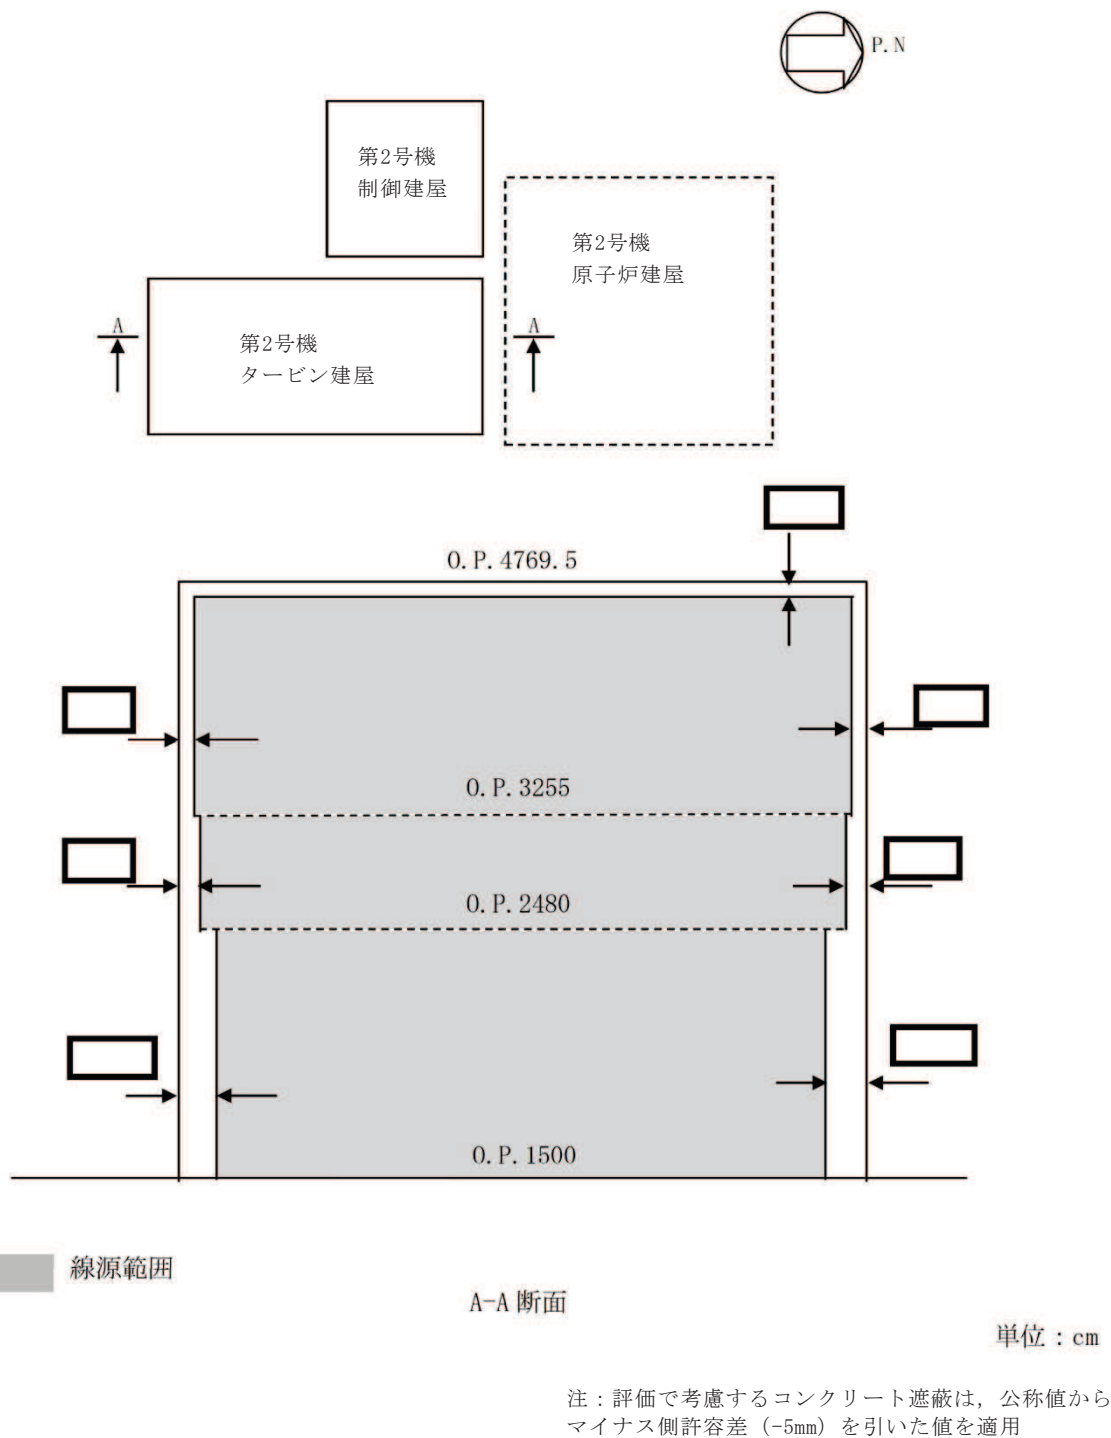 P.N
第2号機
制御建屋
第2号機
原子炉建屋
A
第2号機
タービン建屋
A
O.P.4769.5
O.P.3255
O.P.2480
O.P.1500
線源範囲
A-A断面
単位：cm
注：評価で考慮するコンクリート遮蔽は，公称値から
マイナス側許容差（-5mm）を引いた値を適用